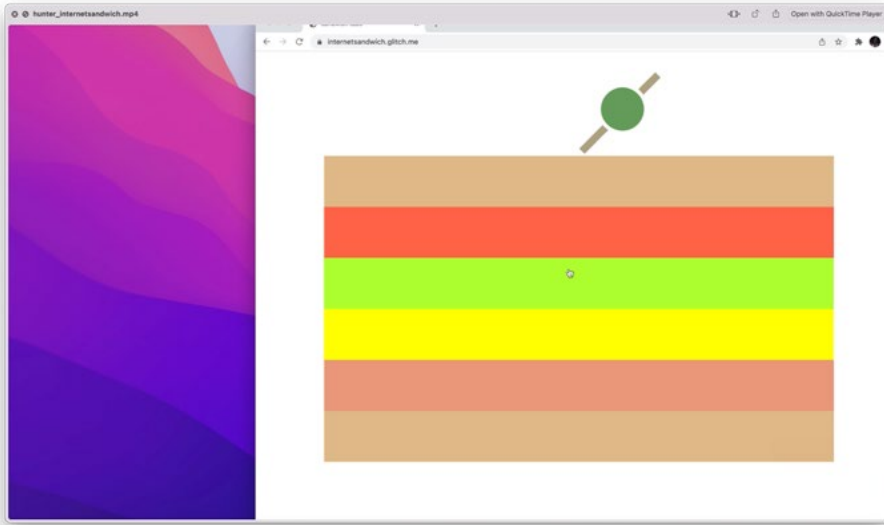 hunter_internetsandwich.mp4
Open with QuickTime Player
internetsandwich.glitch.me